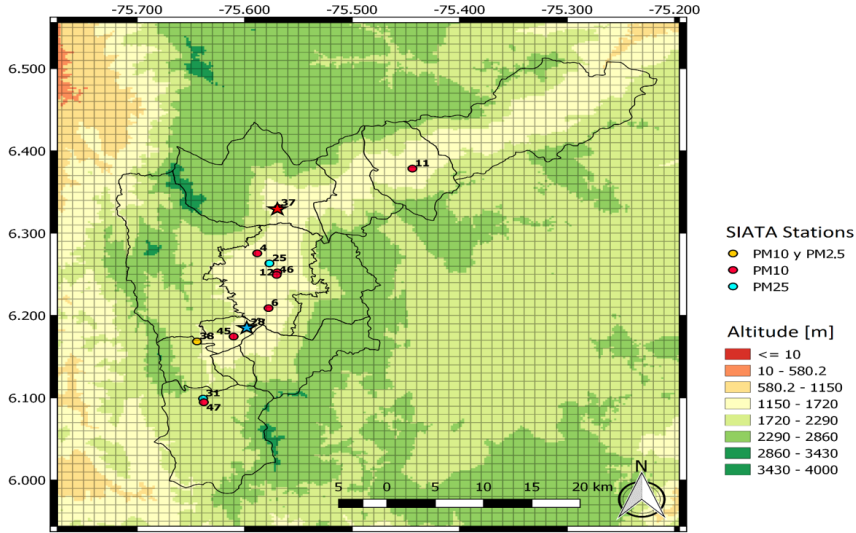 -75.700 -75.600 -75.500 -75.400 -75.300 -75.200
6.500
6.400
6.300
6.200
6.100
6.000
11
37
4
25
12 46
6
28
45
38
31
47
SIATA Stations
PM10 y PM2,5
PM10
PM25
Altitude [m]
<= 10
10 - 580.2
580.2 - 1150
1150 - 1720
1720 - 2290
2290 - 2860
2860 - 3430
3430 - 4000
N
5 0 5 10 15 20 km